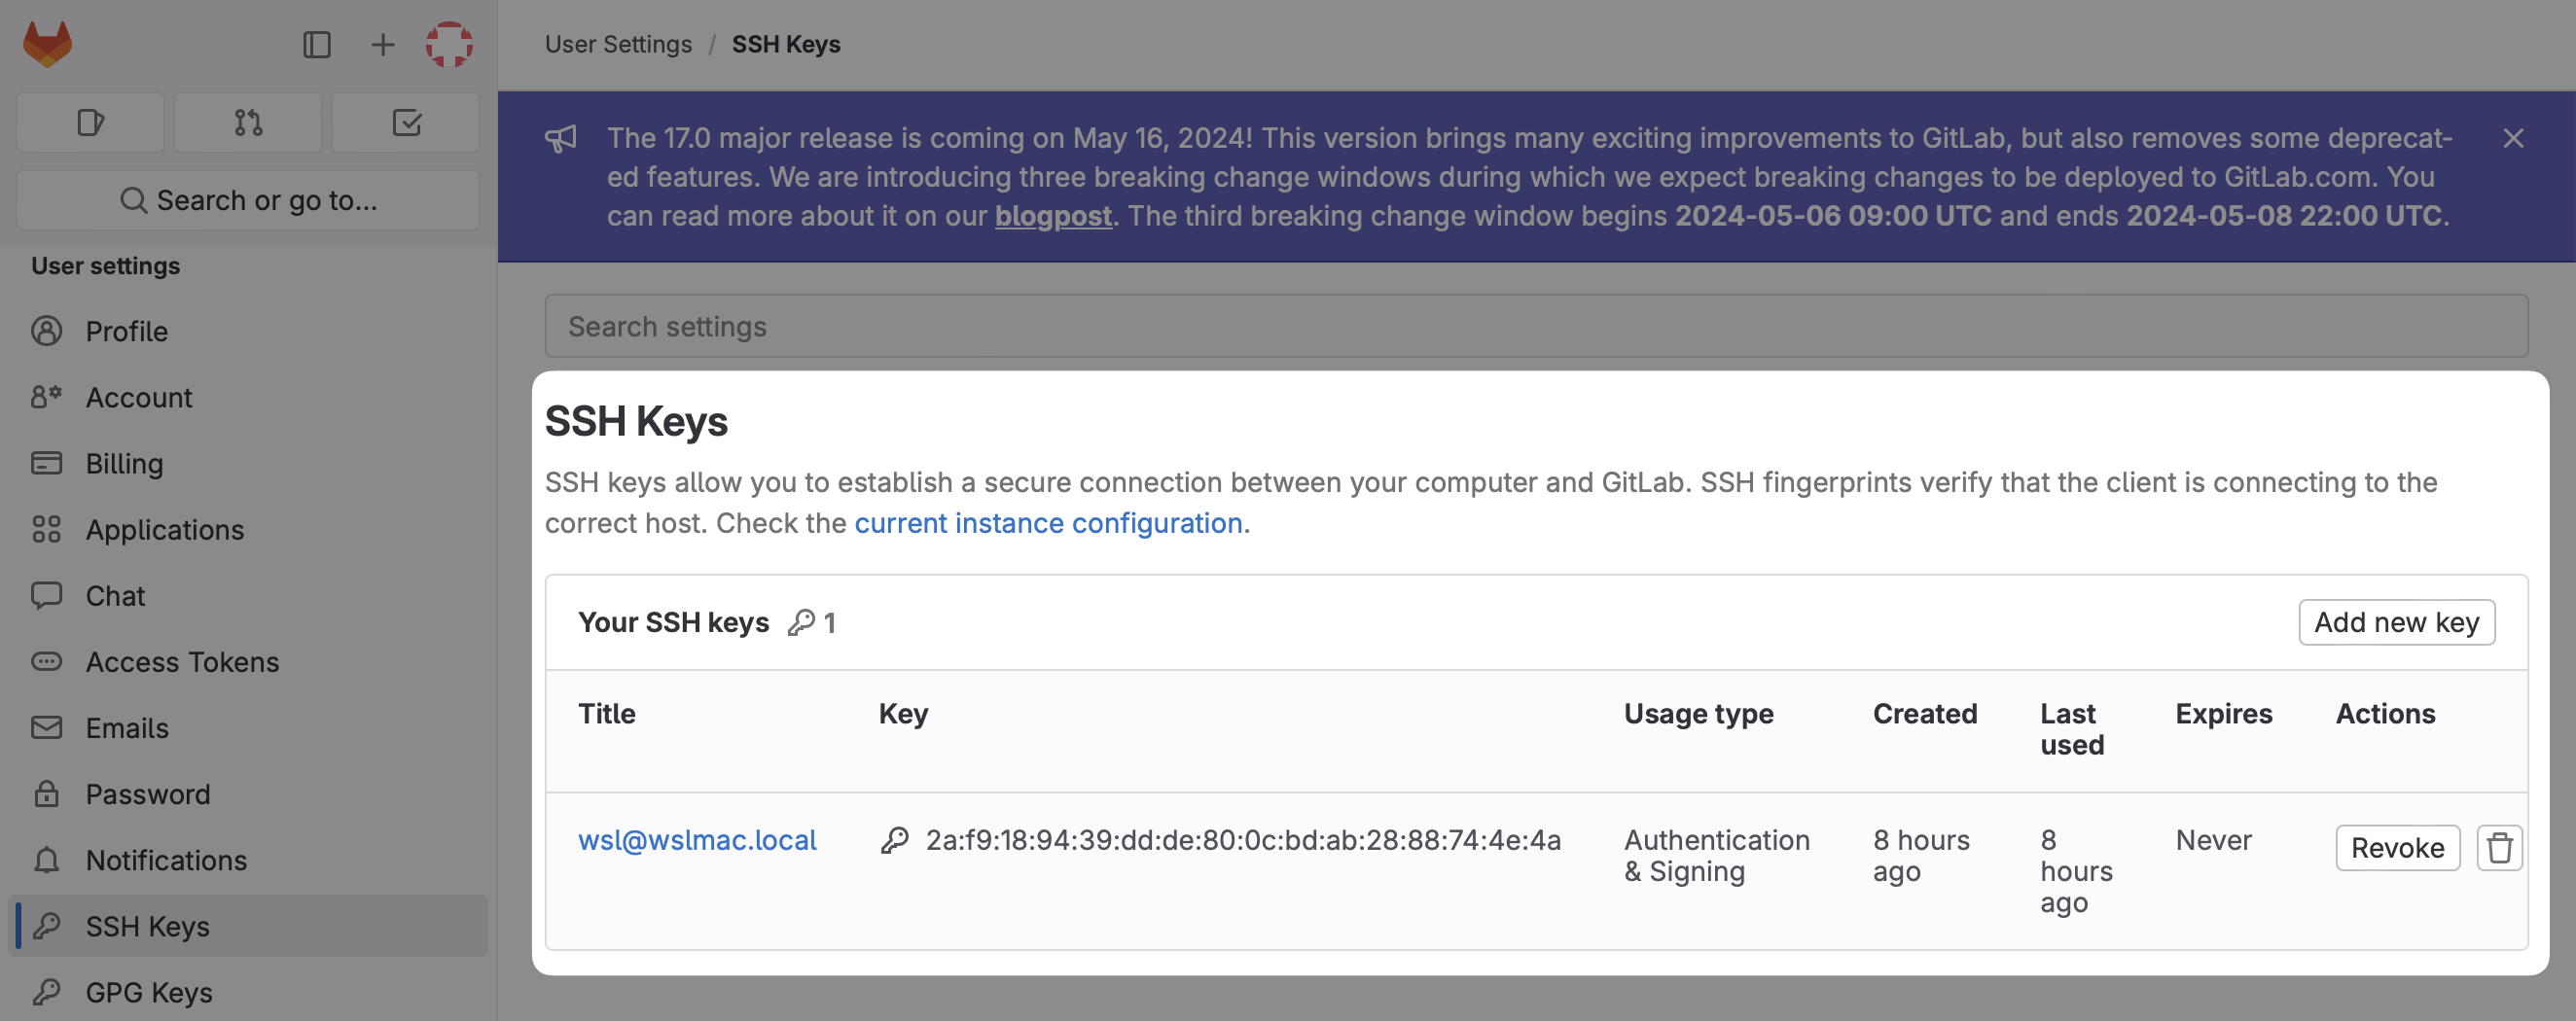 User Settings / SSH Keys
The 17.0 major release is coming on May 16, 2024! This version brings many exciting improvements to GitLab, but also removes some deprecat-
ed features. We are introducing three breaking change windows during which we expect breaking changes to be deployed to GitLab.com. You
can read more about it on our blogpost. The third breaking change window begins 2024-05-06 09:00 UTC and ends 2024-05-08 22:00 UTC.
Search or go to...
User settings
Profile
Account
Billing
Applications
Chat
Access Tokens
Emails
Password
Notifications
SSH Keys
GPG Keys
Search settings
SSH Keys
SSH keys allow you to establish a secure connection between your computer and GitLab. SSH fingerprints verify that the client is connecting to the
correct host. Check the current instance configuration.
Your SSH keys 1
Add new key
Title Key Usage type Created Last used Expires Actions
wsl@wslmac.local
2a:f9:18:94:39:dd:de:80:0c:bd:ab:28:88:74:4e:4a
Authentication
& Signing
8 hours
ago
8
hours
ago
Never
Revoke